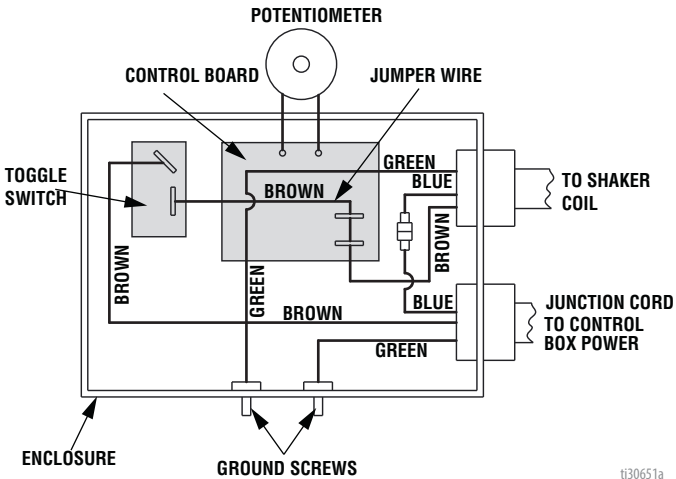 POTENTIOMETER
CONTROL BOARD
JUMPER WIRE
GREEN
BLUE
TOGGLE
SWITCH
BROWN
TO SHAKER
COIL
BROWN
BROWN
GREEN
BLUE
BROWN
JUNCTION CORD
TO CONTROL
BOX POWER
GREEN
ENCLOSURE
GROUND SCREWS
ti30651a